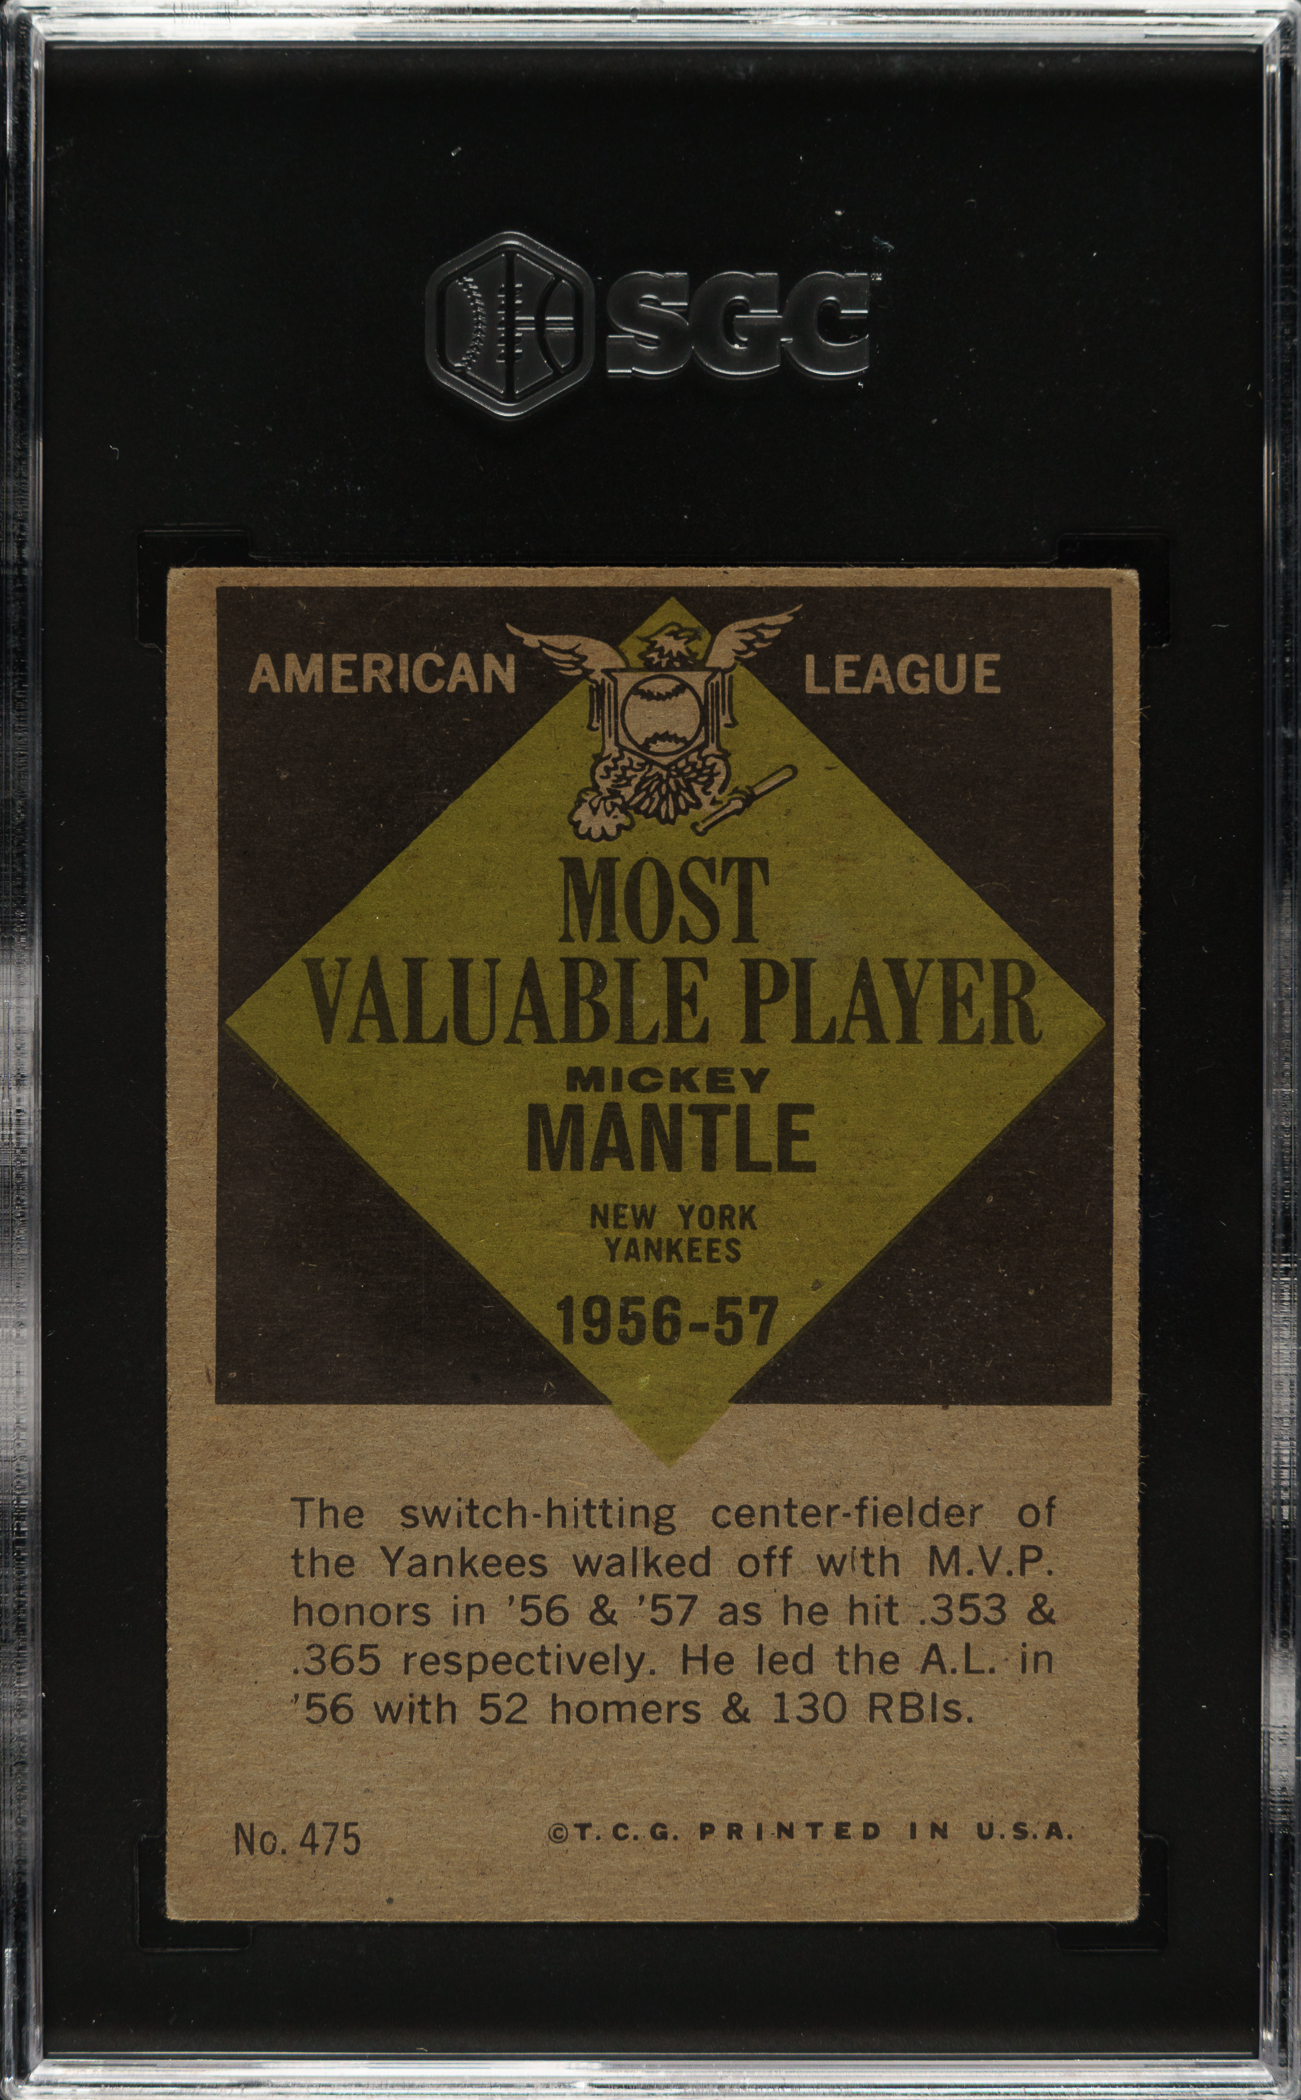 SGC
AMERICAN LEAGUE
MOST
VALUABLE PLAYER
MICKEY
MANTLE
NEW YORK
YANKEES
1956-57
The switch-hitting center-fielder of
the Yankees walked off with M.V.P.
honors in '56 & '57 as he hit .353 &
.365 respectively. He led the A.L. in
'56 with 52 homers & 130 RBIs.
No. 475
©T.C.G. PRINTED IN U.S.A.